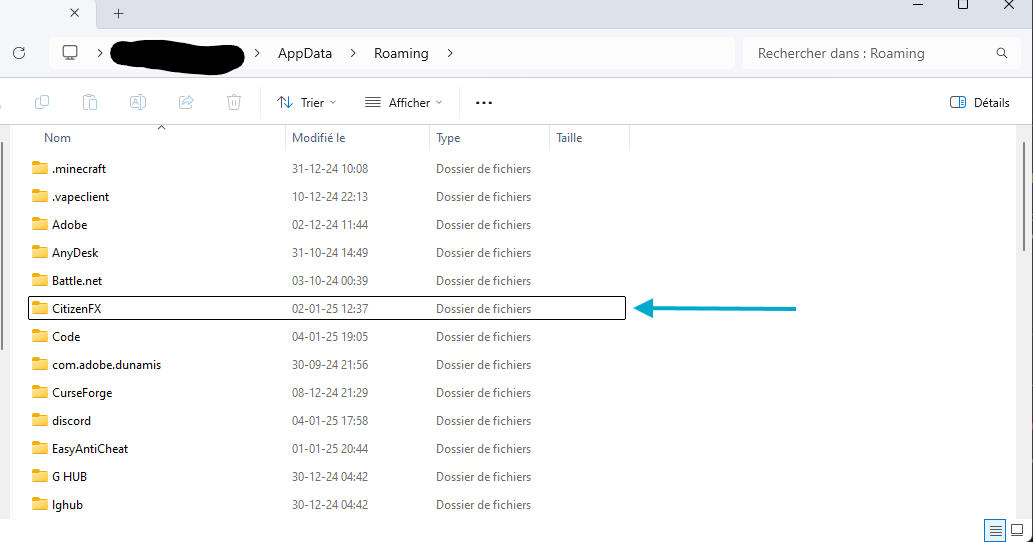 AppData > Roaming >
Rechercher dans : Roaming
Trier
Afficher
Détails
Nom Modifié le Type Taille
.minecraft 31-12-24 10:08 Dossier de fichiers
.vapeclient 10-12-24 22:13 Dossier de fichiers
Adobe 02-12-24 11:44 Dossier de fichiers
AnyDesk 31-10-24 14:49 Dossier de fichiers
Battle.net 03-10-24 00:39 Dossier de fichiers
CitizenFX 02-01-25 12:37 Dossier de fichiers
Code 04-01-25 19:05 Dossier de fichiers
com.adobe.dunamis 30-09-24 21:56 Dossier de fichiers
CurseForge 08-12-24 21:29 Dossier de fichiers
discord 04-01-25 17:58 Dossier de fichiers
EasyAntiCheat 01-01-25 20:44 Dossier de fichiers
G HUB 30-12-24 04:42 Dossier de fichiers
lghub 30-12-24 04:42 Dossier de fichiers